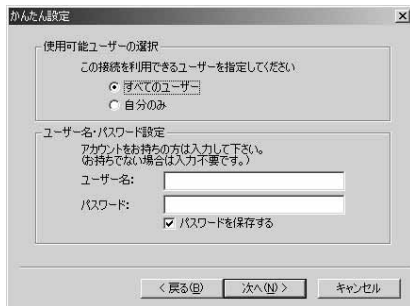 かんたん設定
使用可能ユーザーの選択
この接続を利用できるユーザーを指定してください
すべてのユーザー
自分のみ
ユーザー名・パスワード設定
アカウントをお持ちの方は入力して下さい。
(お持ちでない場合は入力不要です。)
ユーザー名:
パスワード:
パスワードを保存する
< 戻る(B) 次へ(N) > キャンセル